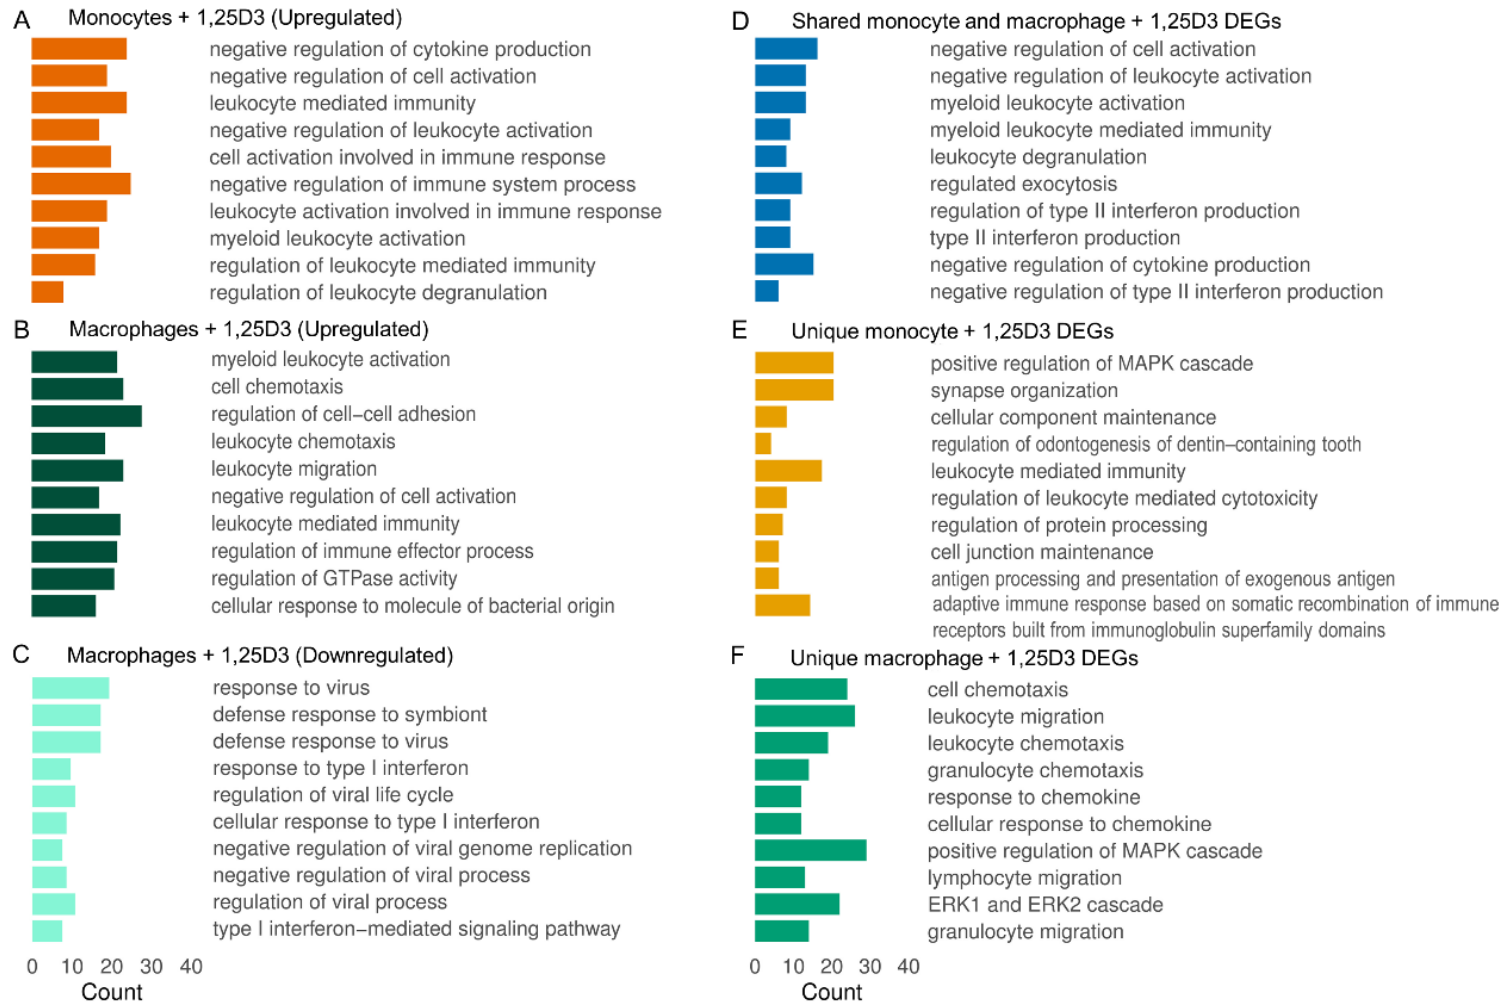 A Monocytes + 1,25D3 (Upregulated)
negative regulation of cytokine production
negative regulation of cell activation
leukocyte mediated immunity
negative regulation of leukocyte activation
cell activation involved in immune response
negative regulation of immune system process
leukocyte activation involved in immune response
myeloid leukocyte activation
regulation of leukocyte mediated immunity
regulation of leukocyte degranulation
B Macrophages + 1,25D3 (Upregulated)
myeloid leukocyte activation
cell chemotaxis
regulation of cell−cell adhesion
leukocyte chemotaxis
leukocyte migration
negative regulation of cell activation
leukocyte mediated immunity
regulation of immune effector process
regulation of GTPase activity
cellular response to molecule of bacterial origin
C Macrophages + 1,25D3 (Downregulated)
response to virus
defense response to symbiont
defense response to virus
response to type I interferon
regulation of viral life cycle
cellular response to type I interferon
negative regulation of viral genome replication
negative regulation of viral process
regulation of viral process
type I interferon−mediated signaling pathway
0 10 20 30 40
Count
D Shared monocyte and macrophage + 1,25D3 DEGs
negative regulation of cell activation
negative regulation of leukocyte activation
myeloid leukocyte activation
myeloid leukocyte mediated immunity
leukocyte degranulation
regulated exocytosis
regulation of type II interferon production
type II interferon production
negative regulation of cytokine production
negative regulation of type II interferon production
E Unique monocyte + 1,25D3 DEGs
positive regulation of MAPK cascade
synapse organization
cellular component maintenance
regulation of odontogenesis of dentin−containing tooth
leukocyte mediated immunity
regulation of leukocyte mediated cytotoxicity
regulation of protein processing
cell junction maintenance
antigen processing and presentation of exogenous antigen
adaptive immune response based on somatic recombination of immune
receptors built from immunoglobulin superfamily domains
F Unique macrophage + 1,25D3 DEGs
cell chemotaxis
leukocyte migration
leukocyte chemotaxis
granulocyte chemotaxis
response to chemokine
cellular response to chemokine
positive regulation of MAPK cascade
lymphocyte migration
ERK1 and ERK2 cascade
granulocyte migration
0 10 20 30 40
Count